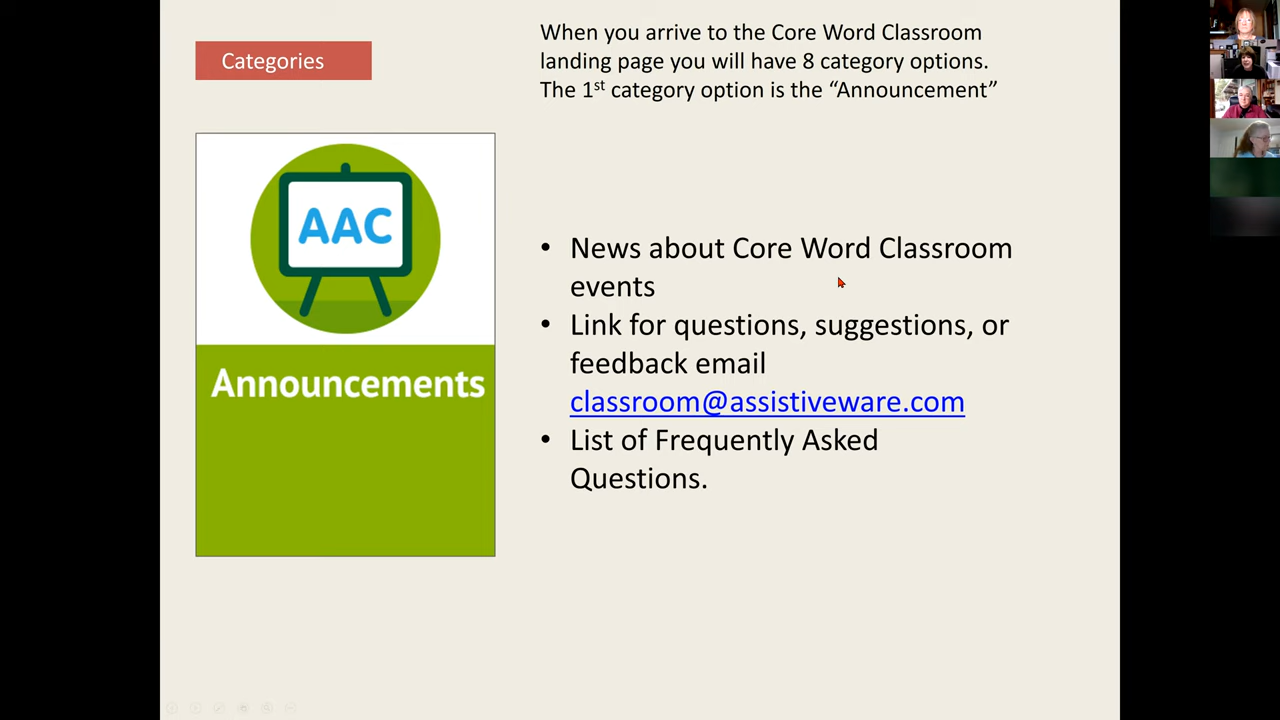 Categories
When you arrive to the Core Word Classroom
landing page you will have 8 category options.
The 1st category option is the “Announcement”
AAC
Announcements
• News about Core Word Classroom
events
• Link for questions, suggestions, or
feedback email
classroom@assistiveware.com
• List of Frequently Asked
Questions.